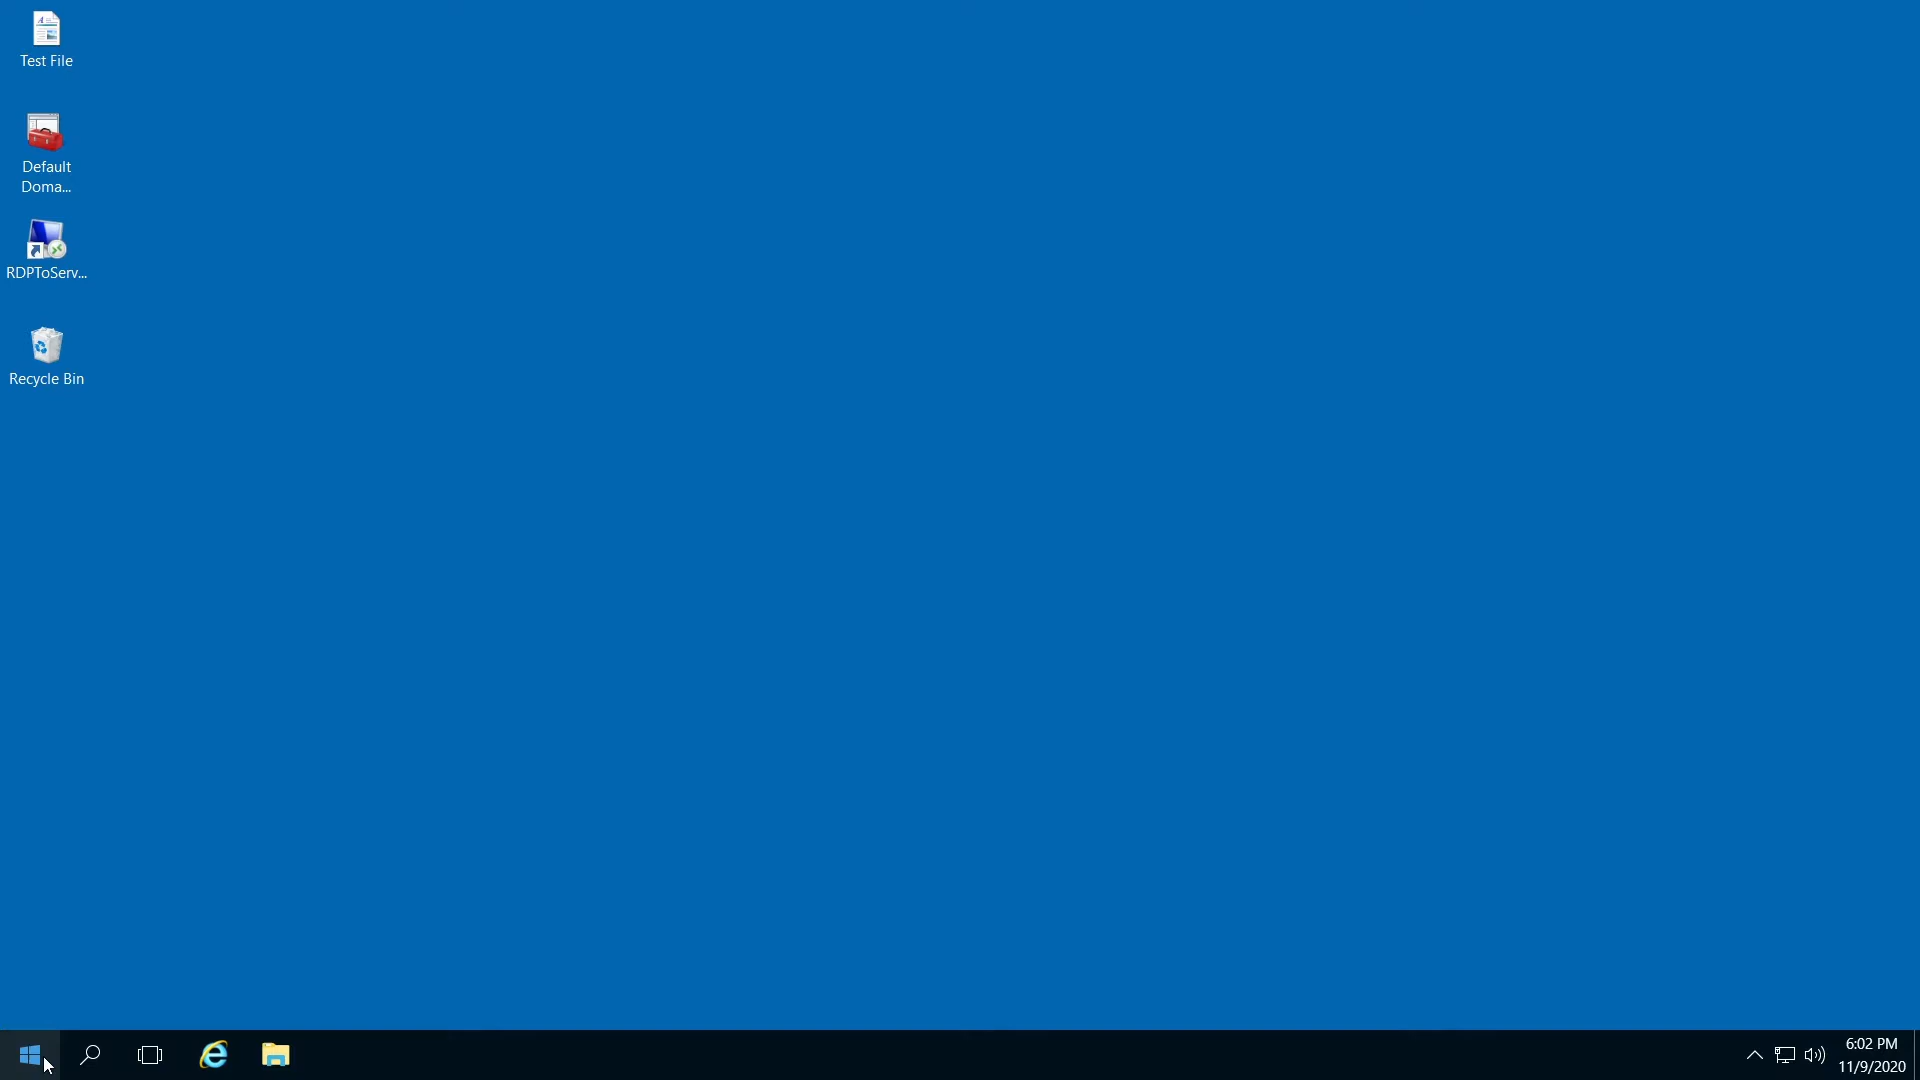 Test File
Default
Doma...
RDPToServ...
Recycle Bin
6:02 PM
11/9/2020